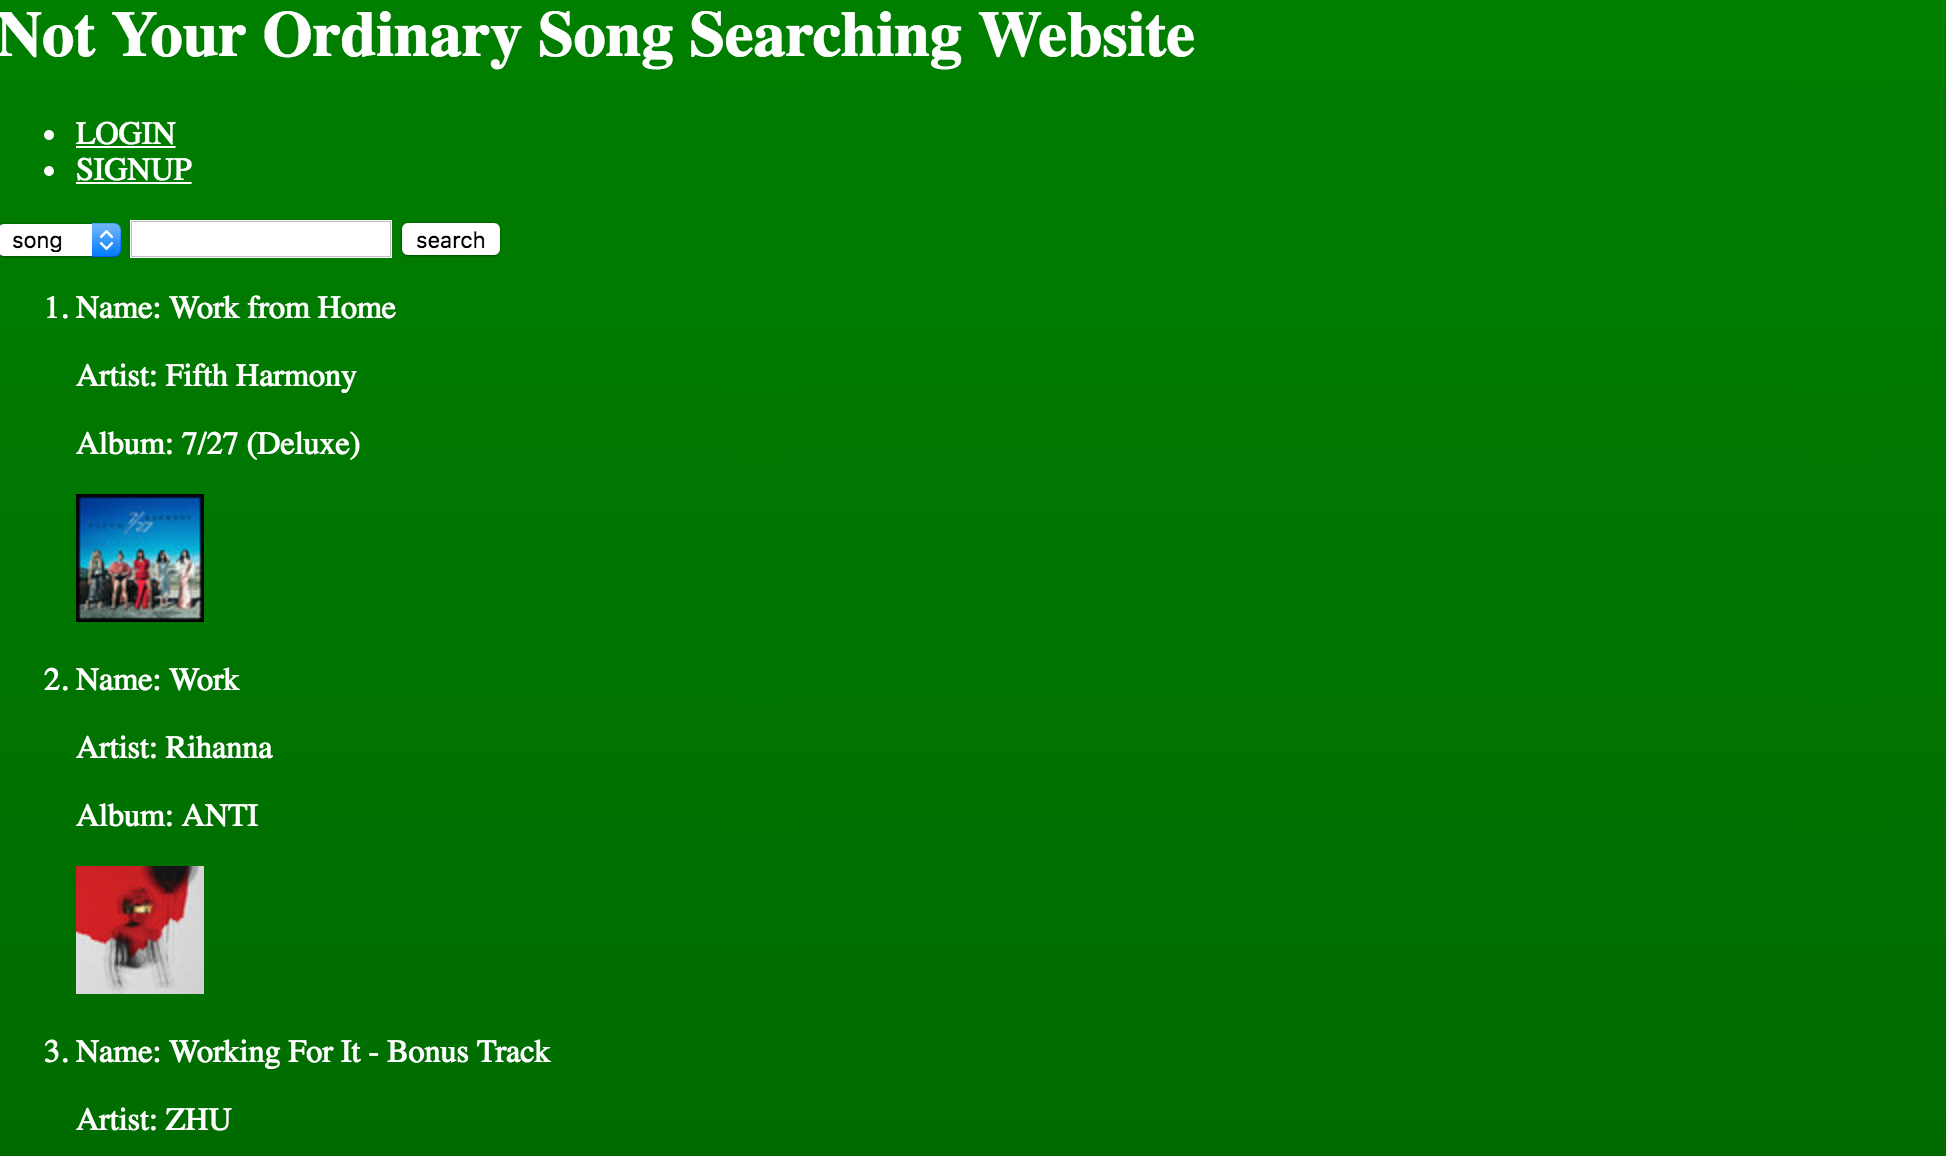 Not Your Ordinary Song Searching Website
LOGIN
SIGNUP
song search
1. Name: Work from Home
Artist: Fifth Harmony
Album: 7/27 (Deluxe)
7/27
2. Name: Work
Artist: Rihanna
Album: ANTI
3. Name: Working For It - Bonus Track
Artist: ZHU